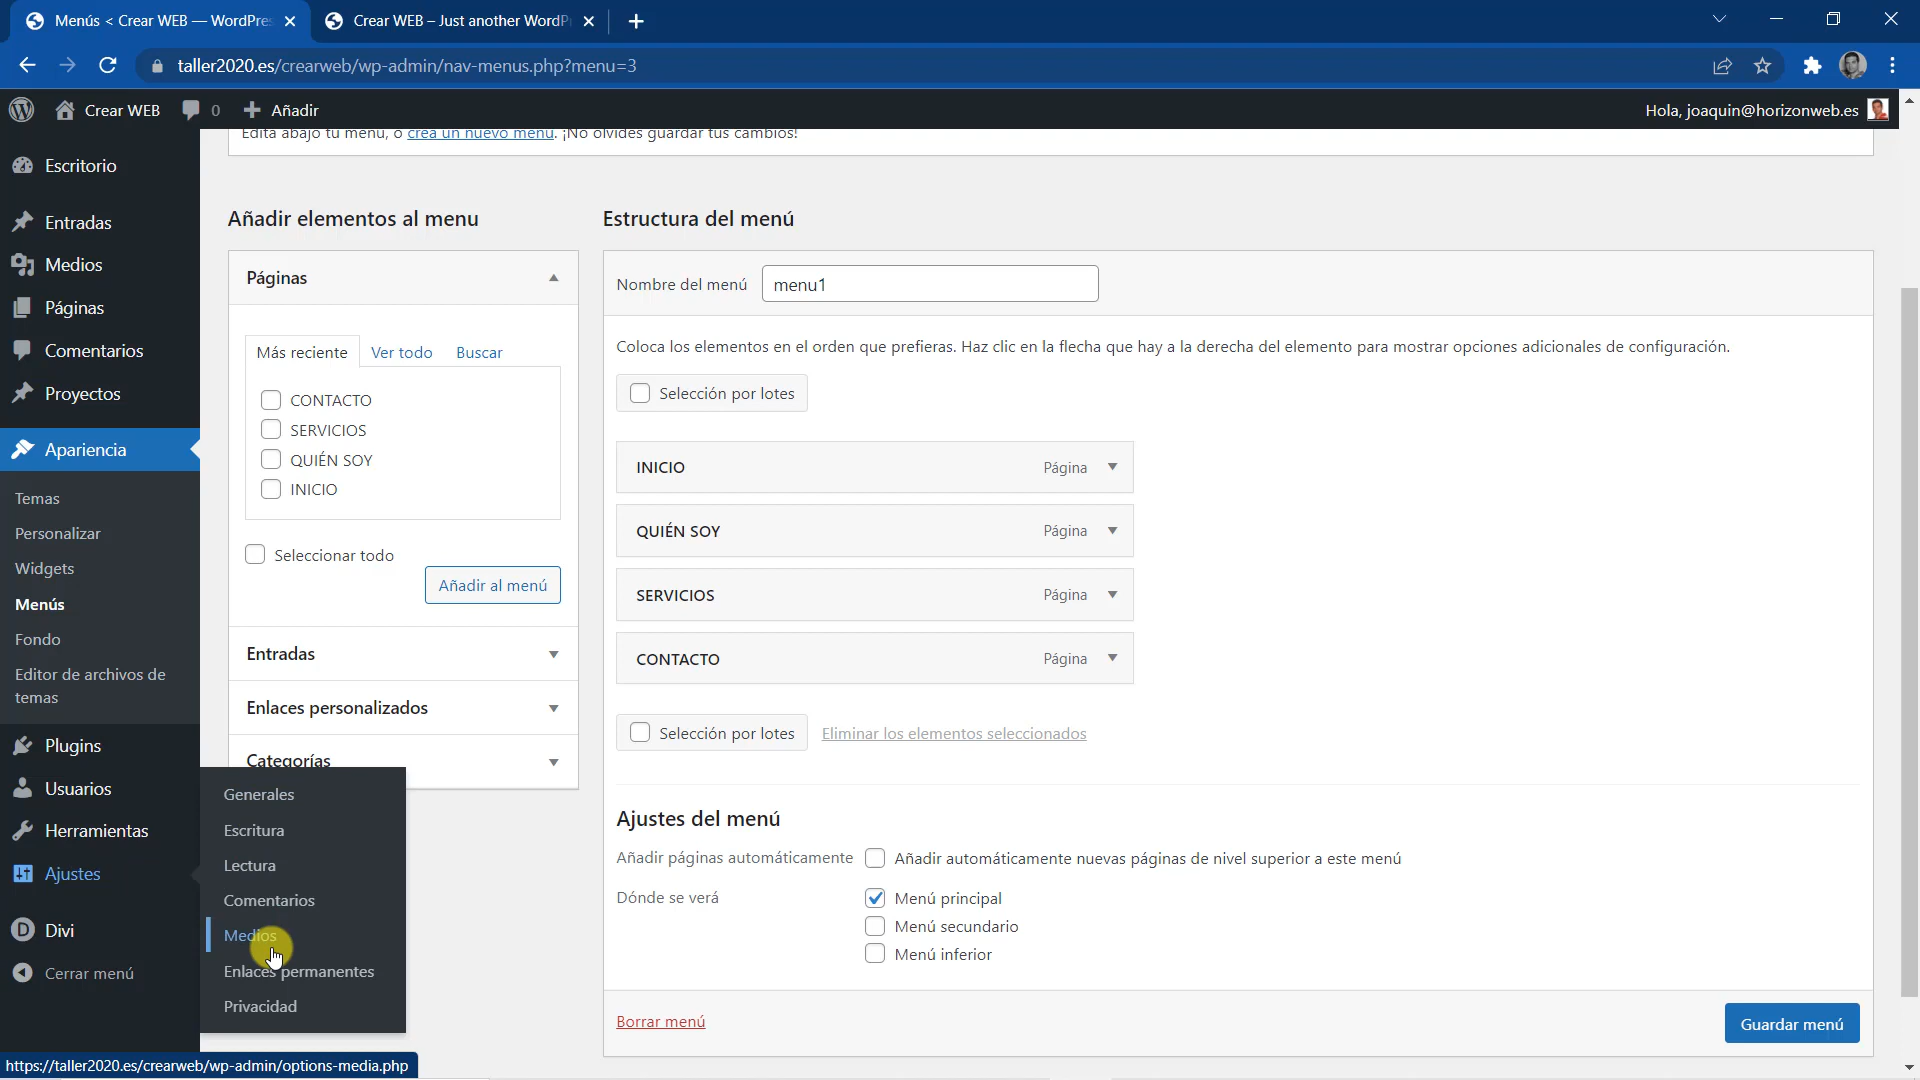 Menús < Crear WEB — WordPres
Crear WEB – Just another WordP
taller2020.es/crearweb/wp-admin/nav-menus.php?menu=3
Crear WEB
0
Añadir
Hola, joaquin@horizonweb.es
Edita abajo tu menú, o crea un nuevo menú. ¡No olvides guardar tus cambios!
Escritorio
Entradas
Medios
Páginas
Comentarios
Proyectos
Apariencia
Temas
Personalizar
Widgets
Menús
Fondo
Editor de archivos de
temas
Plugins
Usuarios
Herramientas
Ajustes
Divi
Cerrar menú
Generales
Escritura
Lectura
Comentarios
Medios
Enlaces permanentes
Privacidad
Añadir elementos al menu
Páginas
Más reciente
Ver todo
Buscar
CONTACTO
SERVICIOS
QUIÉN SOY
INICIO
Seleccionar todo
Añadir al menú
Entradas
Enlaces personalizados
Categorías
Estructura del menú
Nombre del menú
menu1
Coloca los elementos en el orden que prefieras. Haz clic en la flecha que hay a la derecha del elemento para mostrar opciones adicionales de configuración.
Selección por lotes
INICIO
Página
QUIÉN SOY
Página
SERVICIOS
Página
CONTACTO
Página
Selección por lotes
Eliminar los elementos seleccionados
Ajustes del menú
Añadir páginas automáticamente
Añadir automáticamente nuevas páginas de nivel superior a este menú
Dónde se verá
Menú principal
Menú secundario
Menú inferior
Borrar menú
Guardar menú
https://taller2020.es/crearweb/wp-admin/options-media.php